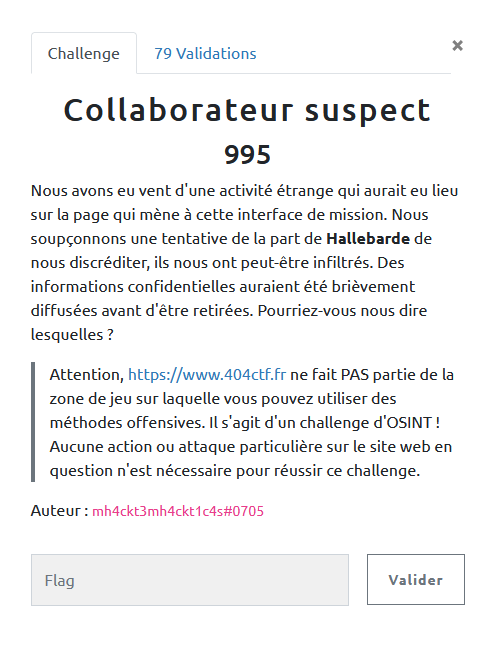 Challenge
79 Validations
×
Collaborateur suspect
995
Nous avons eu vent d'une activité étrange qui aurait eu lieu
sur la page qui mène à cette interface de mission. Nous
soupçonnons une tentative de la part de Hallebarde de
nous discréditer, ils nous ont peut-être infiltrés. Des
informations confidentielles auraient été brièvement
diffusées avant d'être retirées. Pourriez-vous nous dire
lesquelles ?
Attention, https://www.404ctf.fr ne fait PAS partie de la
zone de jeu sur laquelle vous pouvez utiliser des
méthodes offensives. Il s'agit d'un challenge d'OSINT !
Aucune action ou attaque particulière sur le site web en
question n'est nécessaire pour réussir ce challenge.
Auteur : mh4ckt3mh4ckt1c4s#0705
Flag
Valider